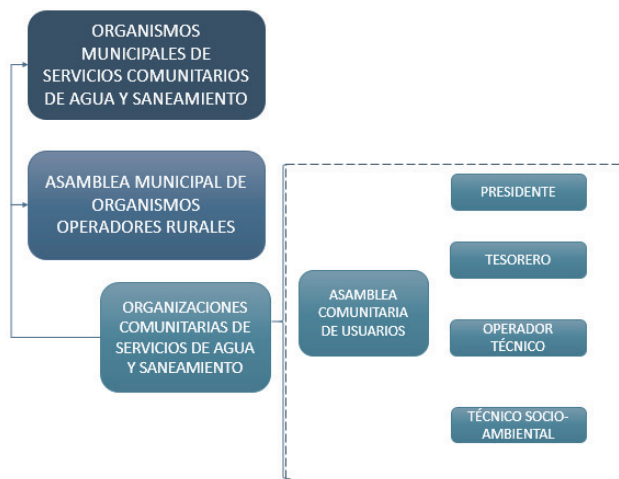 ORGANISMOS
MUNICIPALES DE
SERVICIOS COMUNITARIOS
DE AGUA Y SANEAMIENTO
ASAMBLEA MUNICIPAL DE
ORGANISMOS
OPERADORES RURALES
ORGANIZACIONES
COMUNITARIAS DE
SERVICIOS DE AGUA
Y SANEAMIENTO
ASAMBLEA
COMUNITARIA
DE USUARIOS
PRESIDENTE
TESORERO
OPERADOR
TÉCNICO
TÉCNICO SOCIO-
AMBIENTAL